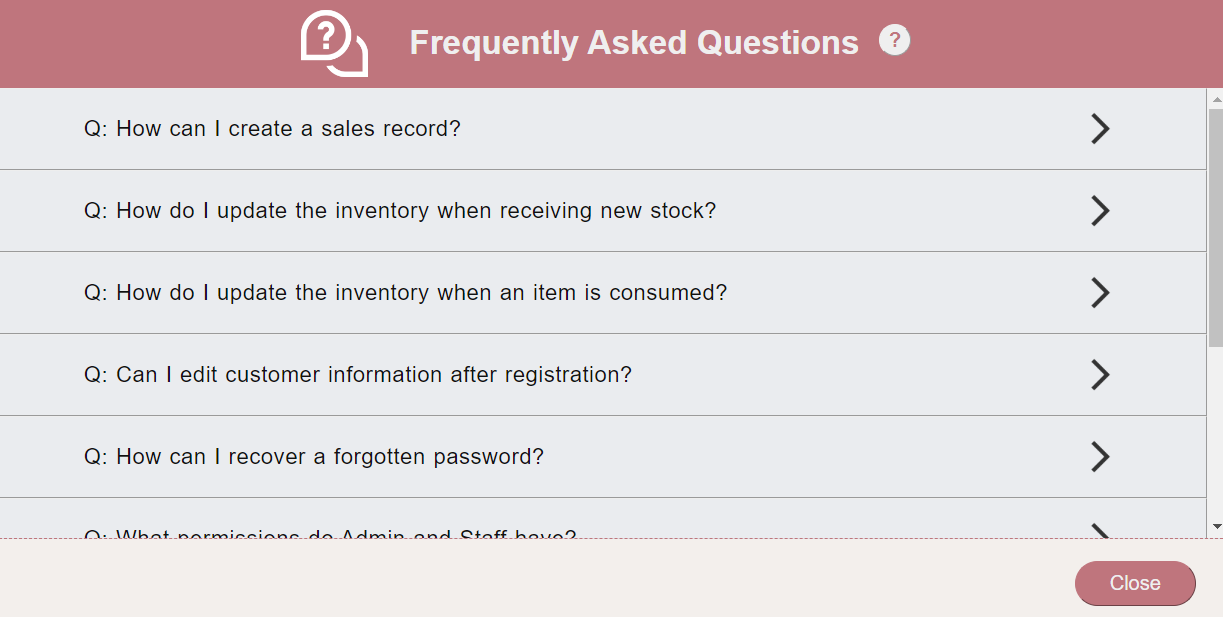 ?
Frequently Asked Questions ?
Q: How can I create a sales record?
Q: How do I update the inventory when receiving new stock?
Q: How do I update the inventory when an item is consumed?
Q: Can I edit customer information after registration?
Q: How can I recover a forgotten password?
Q: What permissions do Admin and Staff have?
Close